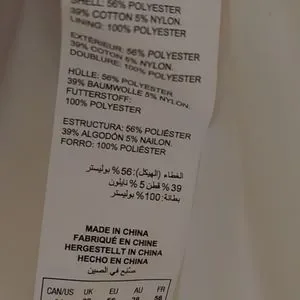 SHELL: 56% POLYESTER
39% COTTON 5% NYLON.
LINING: 100% POLYESTER
EXTÉRIEUR: 56% POLYESTER
39% COTON 5% NYLON.
DOUBLURE: 100% POLYESTER
HÜLLE: 56% POLYESTER
39% BAUMWOLLE 5% NYLON.
FUTTERSTOFF:
100% POLYESTER
ESTRUCTURA: 56% POLIÉSTER
39% ALGODÓN 5% NAILON.
FORRO: 100% POLIÉSTER
الغطاء (الهيكل): 56% بوليستر
39% قطن 5% نايلون
بطانة: 100% بوليستر
MADE IN CHINA
FABRIQUÉ EN CHINE
HERGESTELLT IN CHINA
HECHO EN CHINA
صنع في الصين
CAN/US UK EU AU FR